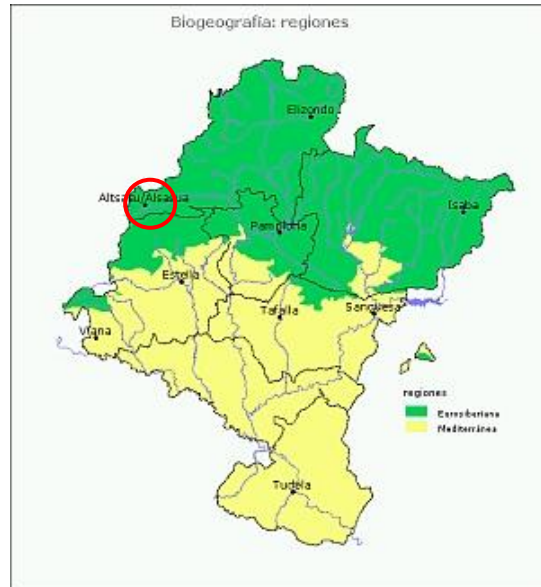 Biogeografía: regiones
Elizondo
Altsasu/Alsasua
Isaba
Pamplona
Estella
Viana
Tafalla
Sangüesa
regiones
Eurosiberiana
Mediterránea
Tudela